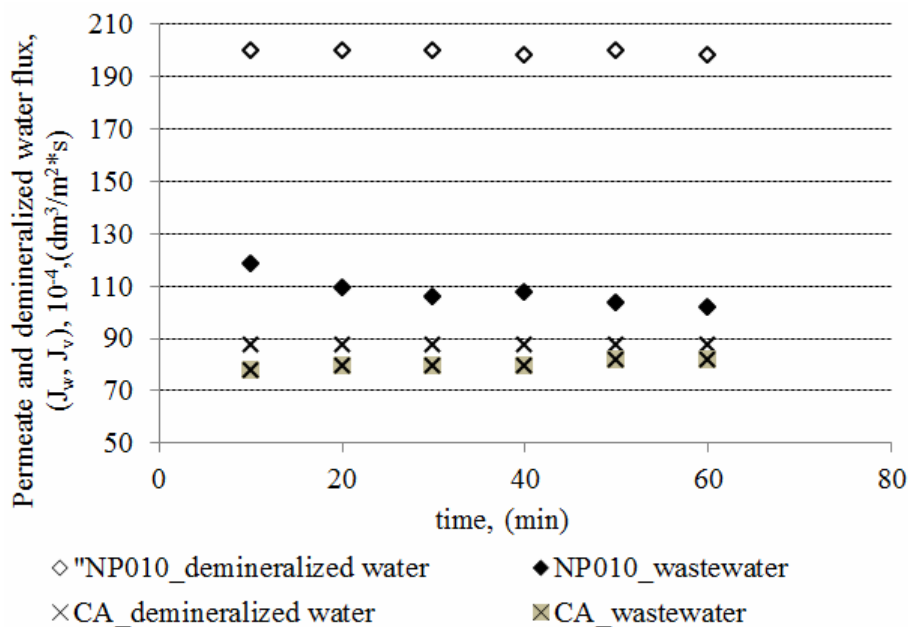 Permeate and demineralized water flux,
(Jw, Jv), 10-4,(dm3/m2*s)
210
190
170
150
130
110
90
70
50
0 20 40 60 80
time, (min)
"NP010_demineralized water NP010_wastewater
CA_demineralized water CA_wastewater